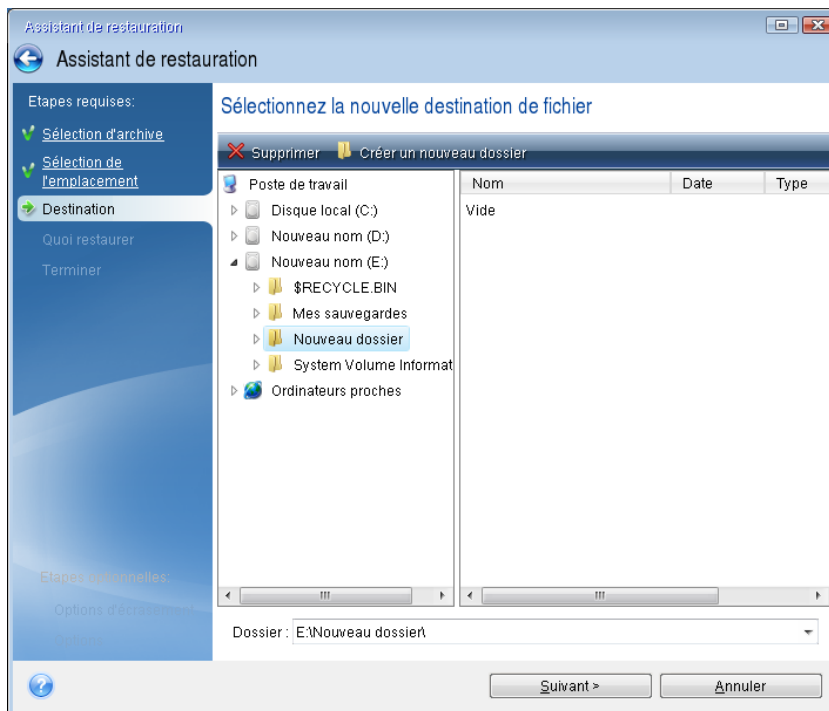 Assistant de restauration
Assistant de restauration
Etapes requises:
Sélection d'archive
Sélection de
l'emplacement
Destination
Quoi restaurer
Terminer
Etapes optionnelles:
Options d'écrasement
Sélectionnez la nouvelle destination de fichier
Supprimer Créer un nouveau dossier
Poste de travail
Disque local (C:)
Nouveau nom (D:)
Nouveau nom (E:)
$RECYCLE.BIN
Mes sauvegardes
Nouveau dossier
System Volume Informat
Ordinateurs proches
Nom Date Type
Vide
Dossier : E:\Nouveau dossier\
Suivant > Annuler